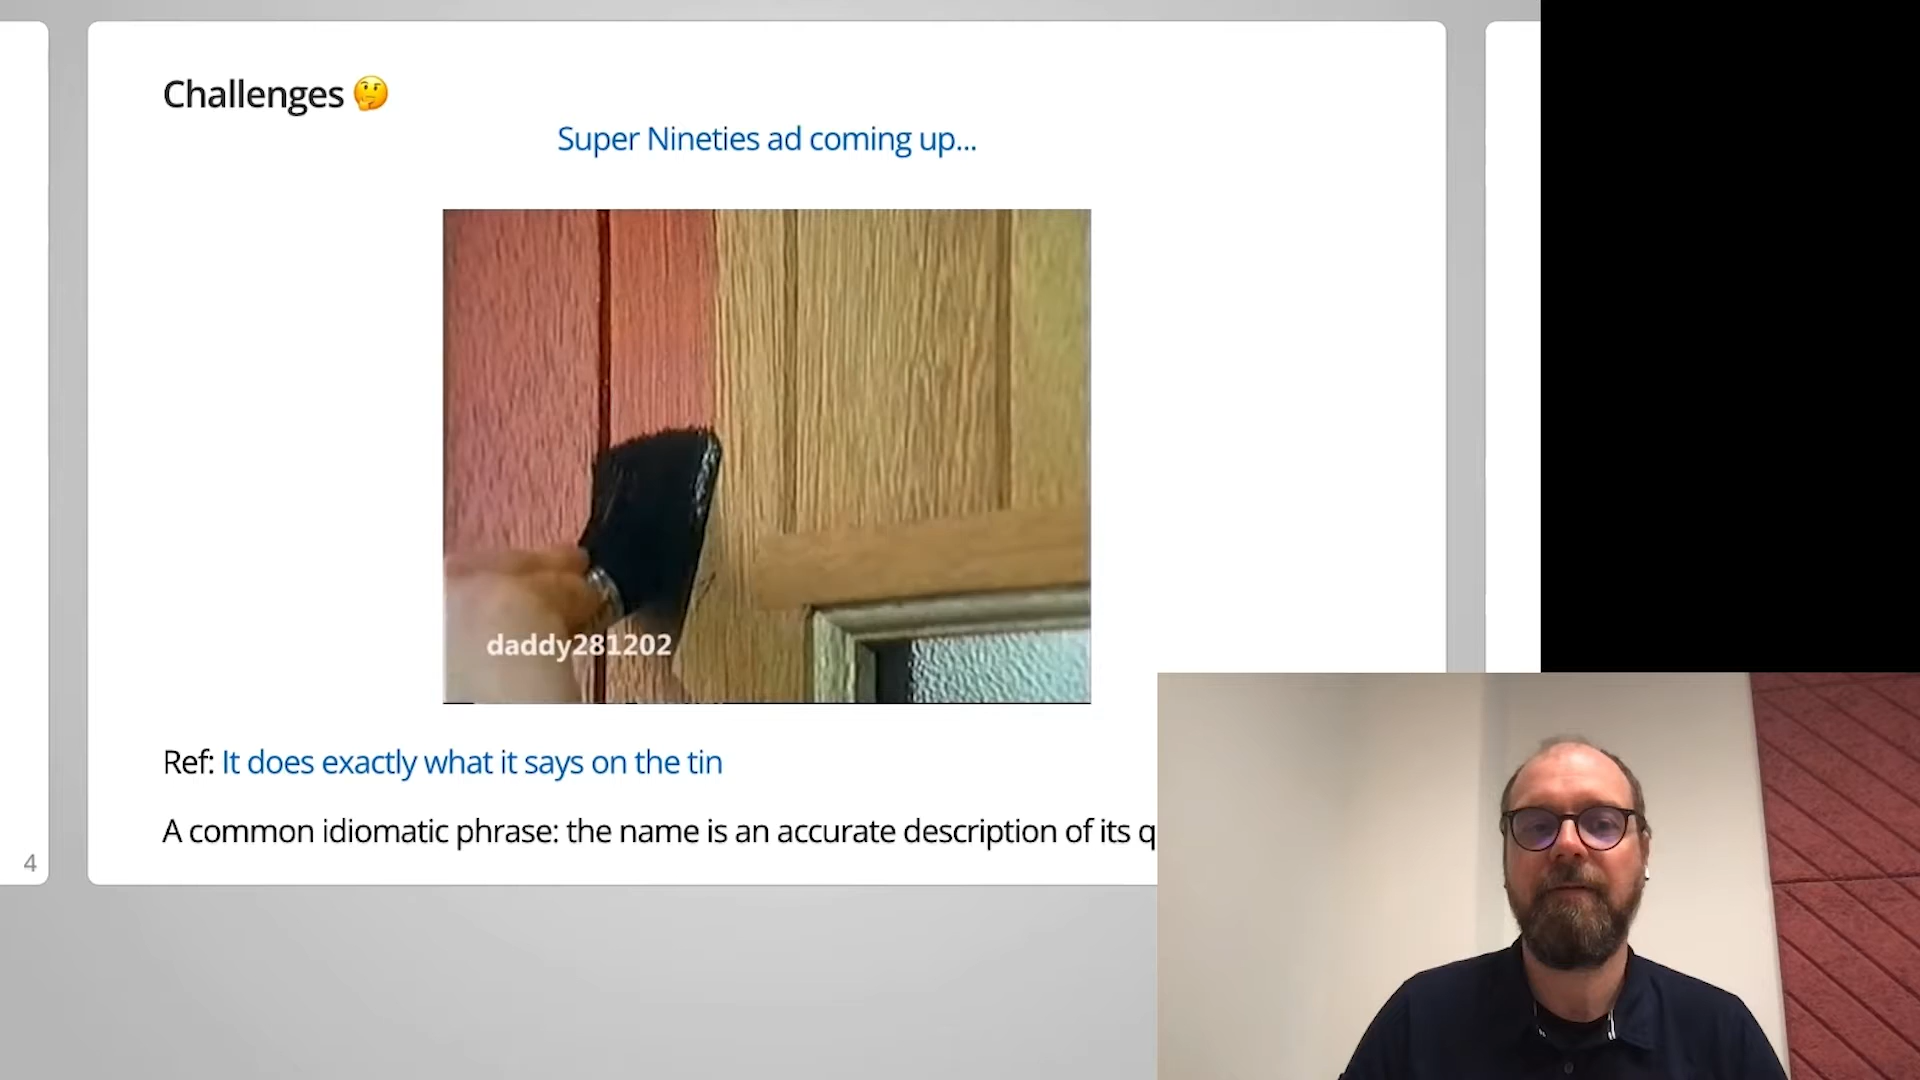 Challenges 🤔
Super Nineties ad coming up...
daddy281202
Ref: It does exactly what it says on the tin
A common idiomatic phrase: the name is an accurate description of its q
4